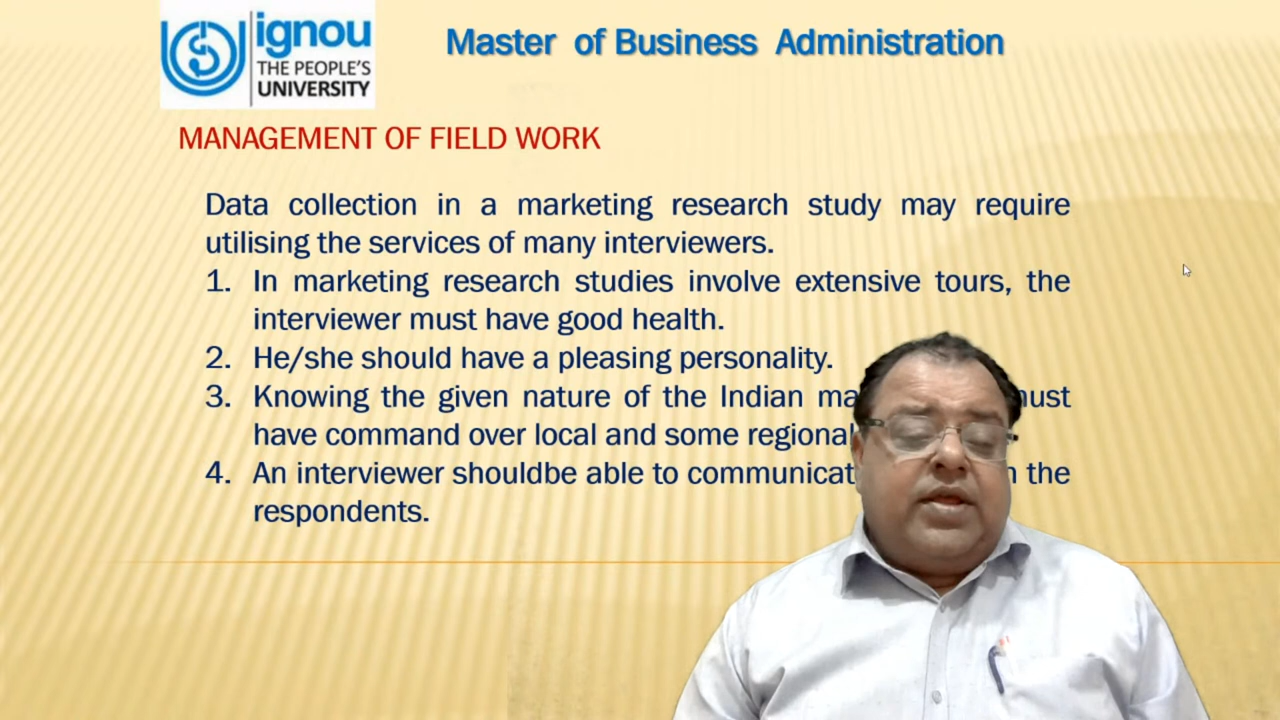 ignou
THE PEOPLE'S
UNIVERSITY
Master of Business Administration
MANAGEMENT OF FIELD WORK
Data collection in a marketing research study may require
utilising the services of many interviewers.
1. In marketing research studies involve extensive tours, the
interviewer must have good health.
2. He/she should have a pleasing personality.
3. Knowing the given nature of the Indian
have command over local and some regional
4. An interviewer shouldbe able to the
respondents.